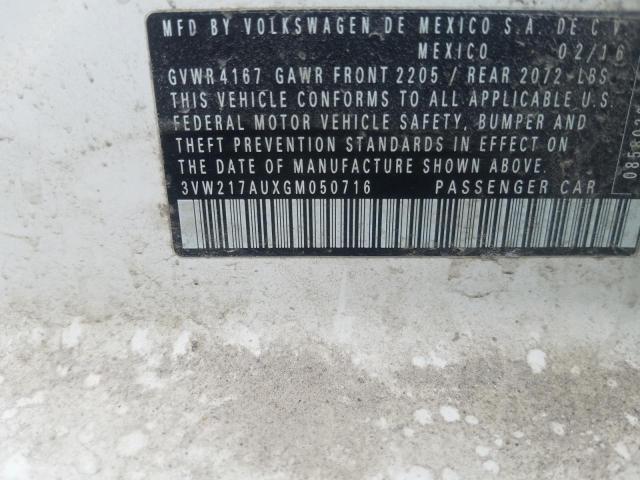 MFD BY VOLKSWAGEN DE MEXICO S.A. DE C.V
MEXICO 02/16
GVWR 4167 GAWR FRONT 2205 / REAR 2072 LBS
THIS VEHICLE CONFORMS TO ALL APPLICABLE U.S.
FEDERAL MOTOR VEHICLE SAFETY, BUMPER AND
THEFT PREVENTION STANDARDS IN EFFECT ON
THE DATE OF MANUFACTURE SHOWN ABOVE.
3VW217AUXGM050716 PASSENGER CAR